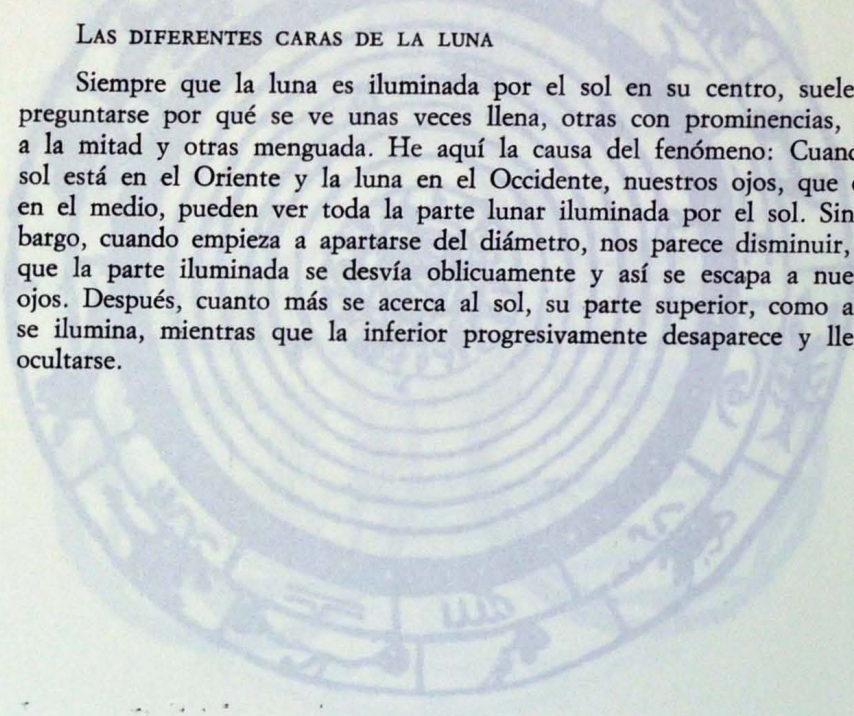 LAS DIFERENTES CARAS DE LA LUNA
Siempre que la luna es iluminada por el sol en su centro, suele
preguntarse por qué se ve unas veces llena, otras con prominencias,
a la mitad y otras menguada. He aquí la causa del fenómeno: Cuand
sol está en el Oriente y la luna en el Occidente, nuestros ojos, que
en el medio, pueden ver toda la parte lunar iluminada por el sol. Sin
bargo, cuando empieza a apartarse del diámetro, nos parece disminuir,
que la parte iluminada se desvía oblicuamente y así se escapa a nue
ojos. Después, cuanto más se acerca al sol, su parte superior, como a
se ilumina, mientras que la inferior progresivamente desaparece y lle
ocultarse.